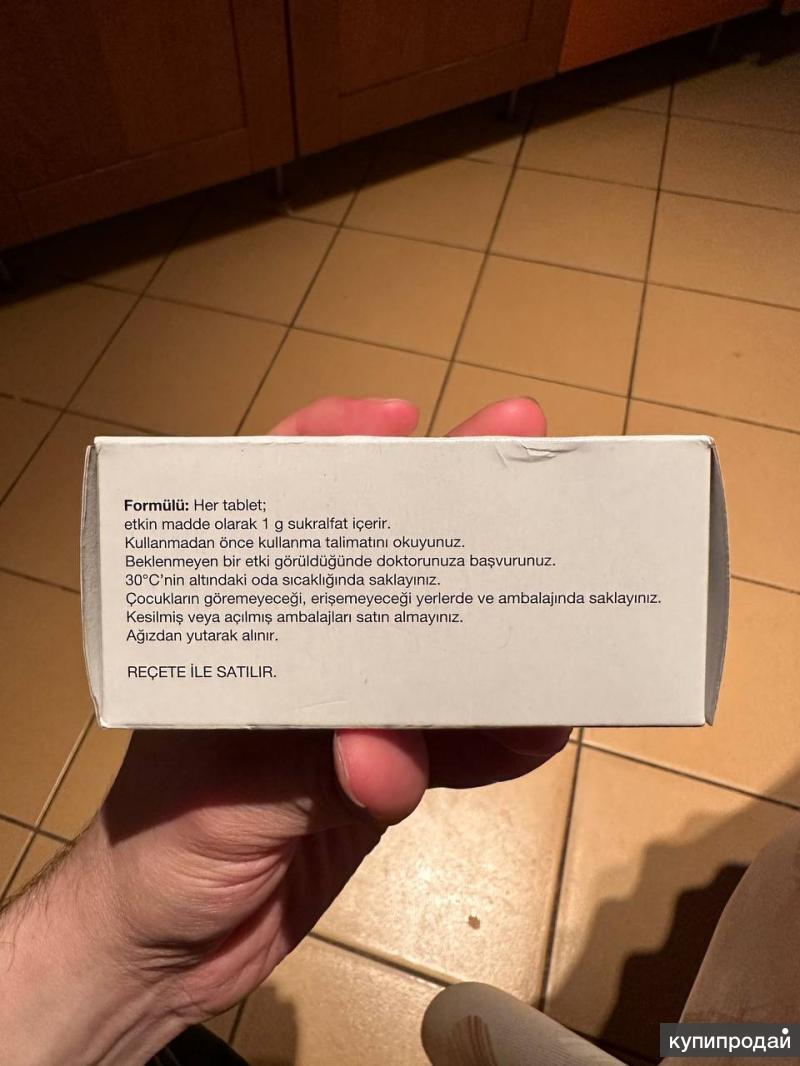 Formülü: Her tablet;
etkin madde olarak 1 g sukralfat içerir.
Kullanmadan önce kullanma talimatını okuyunuz.
Beklenmeyen bir etki görüldüğünde doktorunuza başvurunuz.
30°C'nin altındaki oda sıcaklığında saklayınız.
Çocukların göremeyeceği, erişemeyeceği yerlerde ve ambalajında saklayınız.
Kesilmiş veya açılmış ambalajları satın almayınız.
Ağızdan yutarak alınır.
REÇETE İLE SATILIR.
купипродай